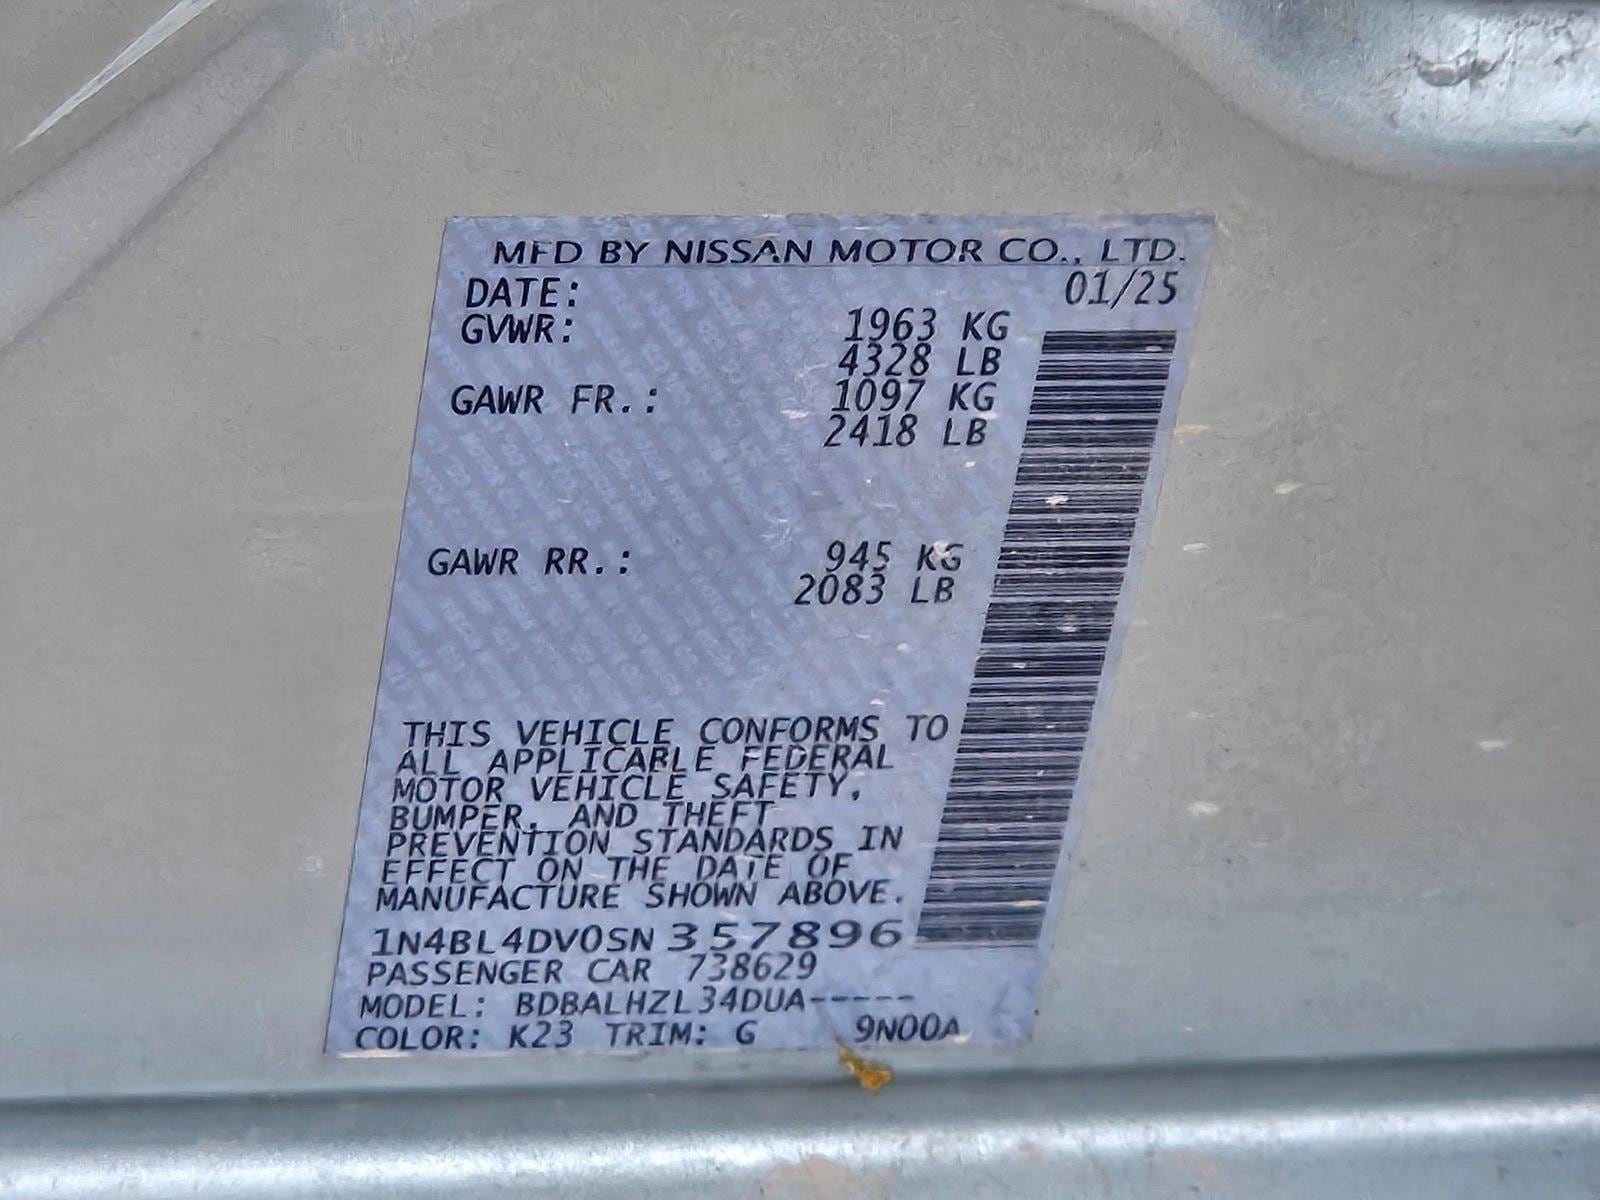 MFD BY NISSAN MOTOR CO., LTD.
DATE: 01/25
GVWR: 1963 KG
4328 LB
GAWR FR.: 1097 KG
2418 LB
GAWR RR.: 945 KG
2083 LB
THIS VEHICLE CONFORMS TO
ALL APPLICABLE FEDERAL
MOTOR VEHICLE SAFETY,
BUMPER, AND THEFT
PREVENTION STANDARDS IN
EFFECT ON THE DATE OF
MANUFACTURE SHOWN ABOVE.
1N4BL4DV0SN357896
PASSENGER CAR 738629
MODEL: BDBALHZL34DUA-----
COLOR: K23 TRIM: G 9N00A